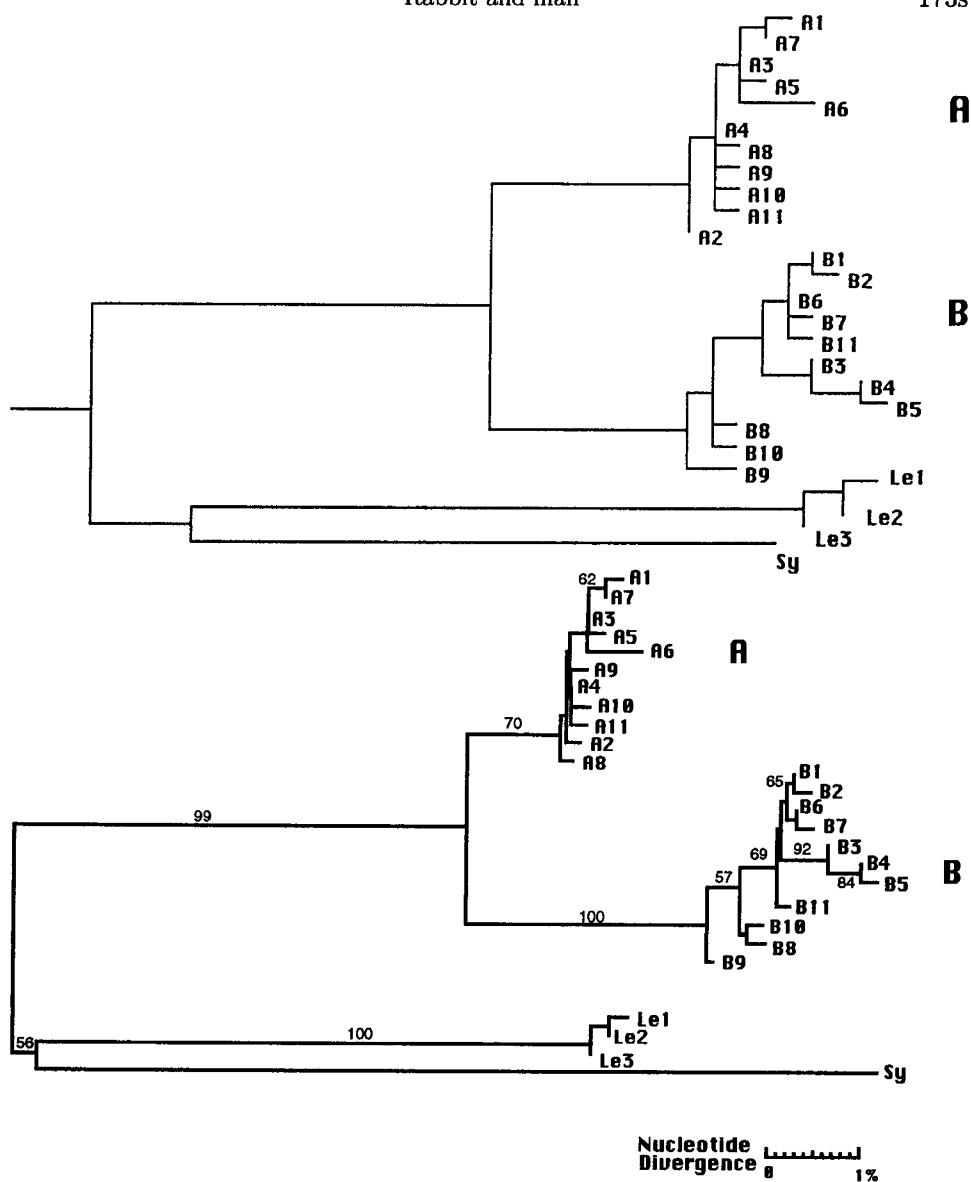 Rabbit and man 173s
A1
A7
A3
A5
A6
A
A4
A8
A9
A10
A11
A2
B1
B2
B6
B
B7
B11
B3
B4
B5
B8
B10
B9
Le1
Le2
Le3
Sy
62 A1
A7
A3
A5
A6
A
A9
A4
A10
70
A11
A2
A8
B1
65
B2
B6
99
B7
92 B3
69
B4
B
57
84 B5
B11
100
B10
B8
B9
Le1
56 100
Le2
Le3
Sy
Nucleotide
Divergence
0 1%